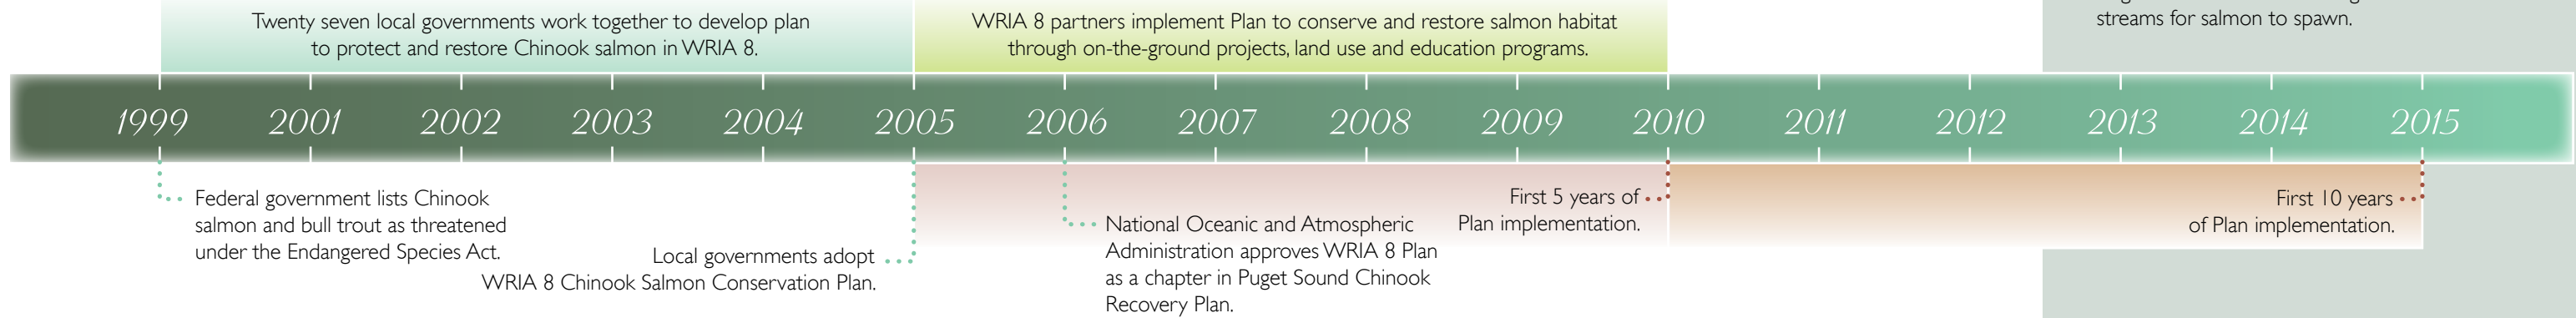 Twenty seven local governments work together to develop plan
to protect and restore Chinook salmon in WRIA 8.
WRIA 8 partners implement Plan to conserve and restore salmon habitat
through on-the-ground projects, land use and education programs.
streams for salmon to spawn.
1999 2001 2002 2003 2004 2005 2006 2007 2008 2009 2010 2011 2012 2013 2014 2015
Federal government lists Chinook
salmon and bull trout as threatened
under the Endangered Species Act.
Local governments adopt
WRIA 8 Chinook Salmon Conservation Plan.
National Oceanic and Atmospheric
Administration approves WRIA 8 Plan
as a chapter in Puget Sound Chinook
Recovery Plan.
First 5 years of
Plan implementation.
First 10 years
of Plan implementation.